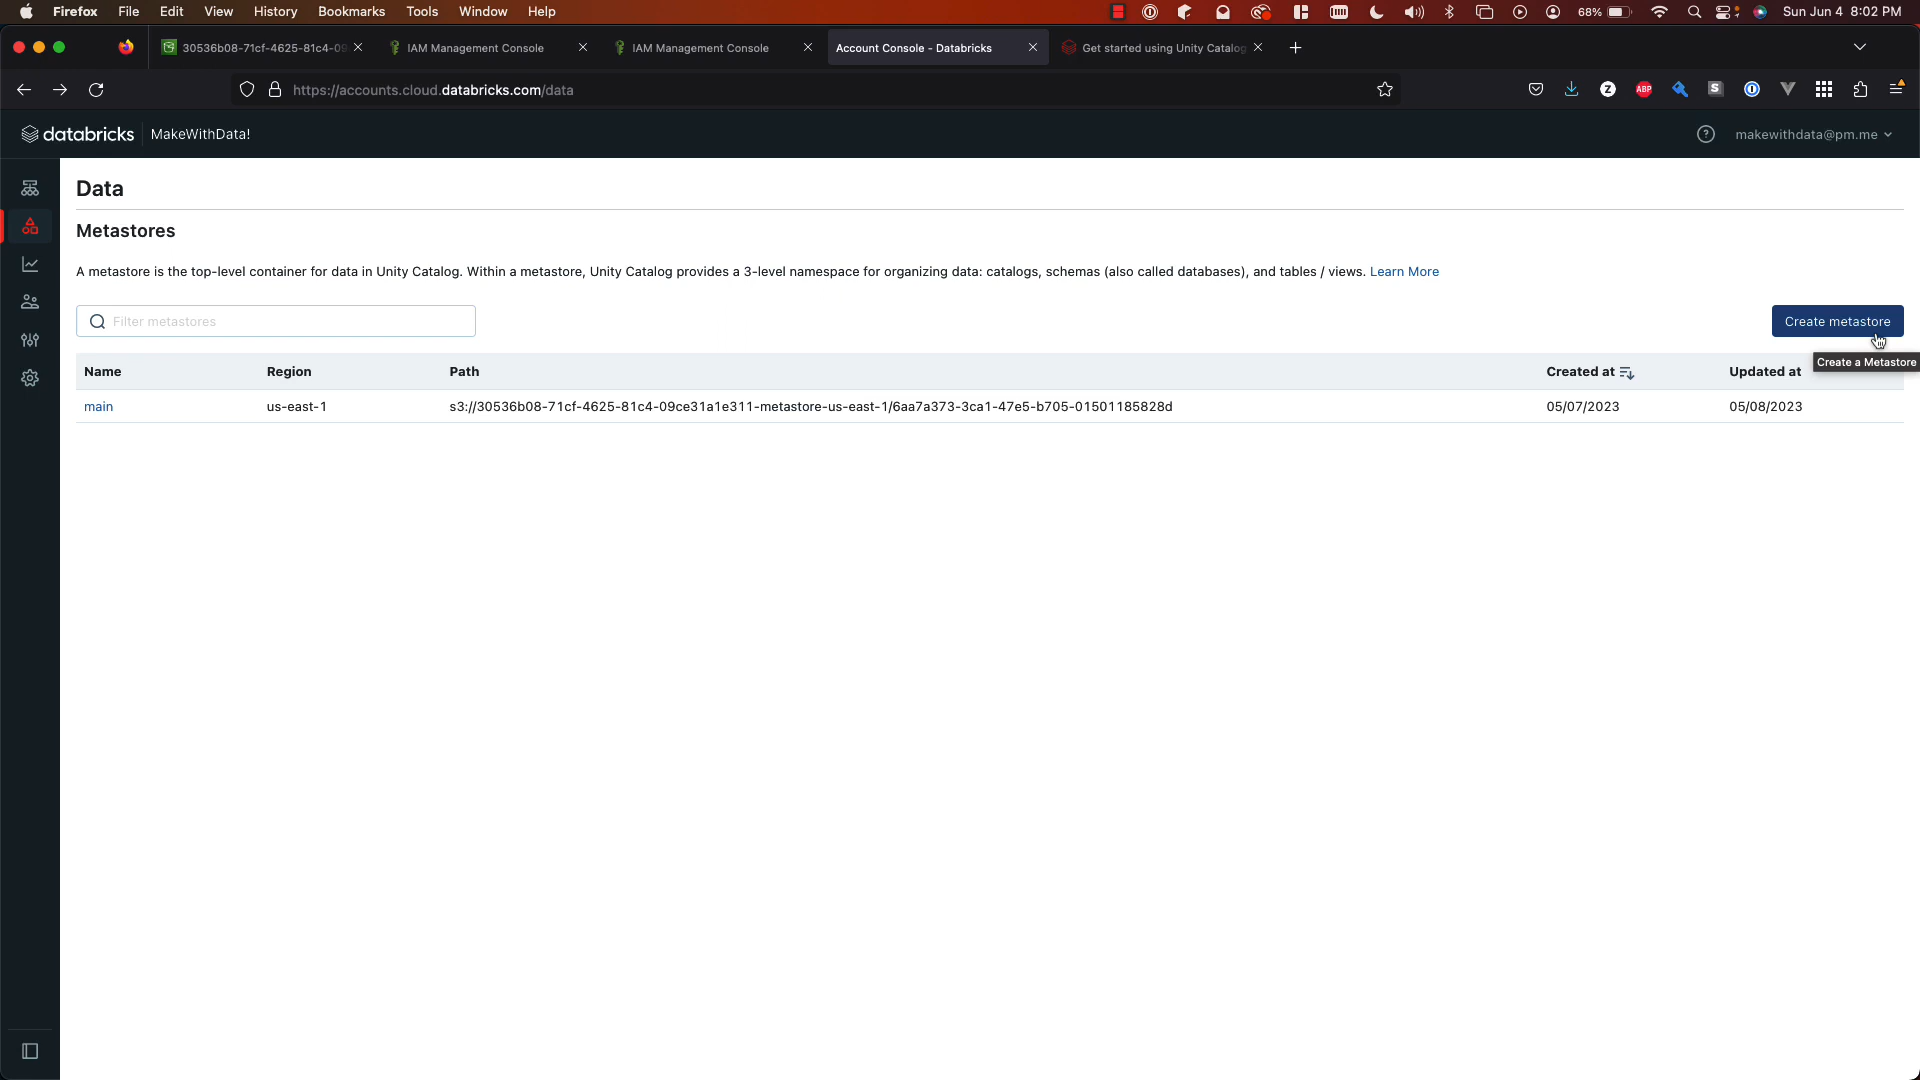 Firefox File Edit View History Bookmarks Tools Window Help 68% Sun Jun 4 8:02 PM
30536b08-71cf-4625-81c4-09 IAM Management Console IAM Management Console Account Console - Databricks Get started using Unity Catalog
https://accounts.cloud.databricks.com/data
Z ABP S
databricks MakeWithData! ? makewithdata@pm.me
Data
Metastores
A metastore is the top-level container for data in Unity Catalog. Within a metastore, Unity Catalog provides a 3-level namespace for organizing data: catalogs, schemas (also called databases), and tables / views. Learn More
Filter metastores Create metastore
Create a Metastore
Name Region Path Created at Updated at
main us-east-1 s3://30536b08-71cf-4625-81c4-09ce31a1e311-metastore-us-east-1/6aa7a373-3ca1-47e5-b705-01501185828d 05/07/2023 05/08/2023